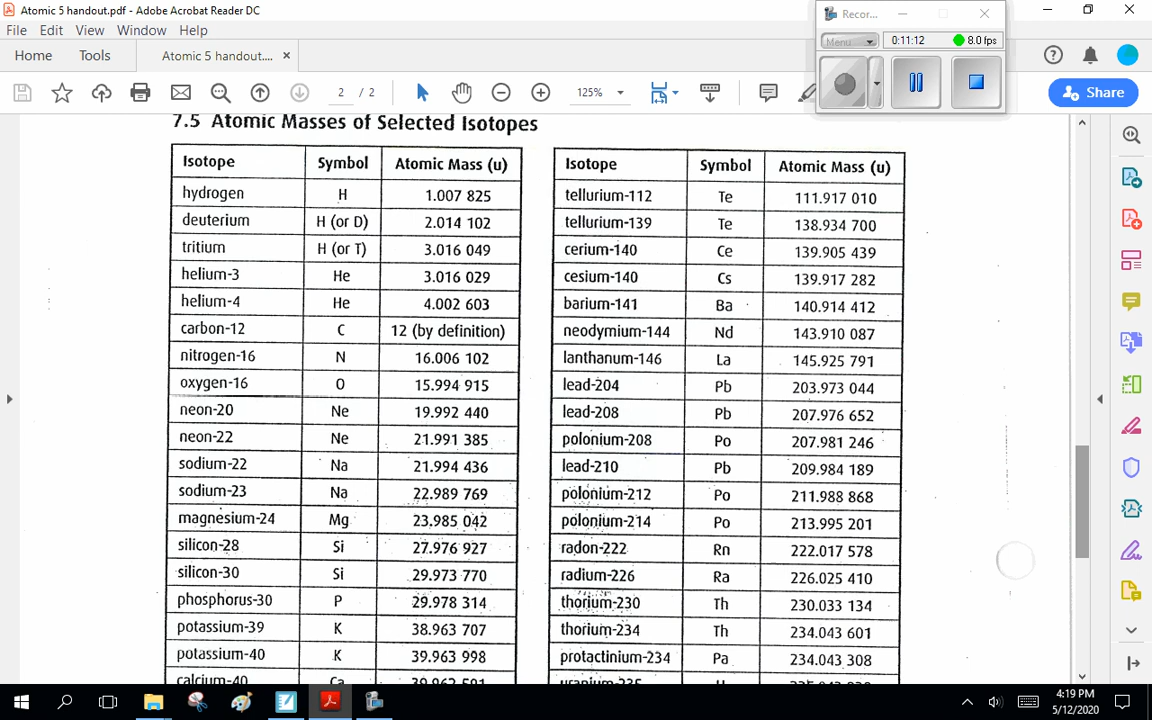 Atomic 5 handout.pdf - Adobe Acrobat Reader DC
File Edit View Window Help
Recor...
Menu
0:11:12 8.0 fps
Home Tools Atomic 5 handout.... ×
2 / 2 125% Share
7.5 Atomic Masses of Selected Isotopes
Isotope Symbol Atomic Mass (u)
hydrogen H 1.007 825
deuterium H (or D) 2.014 102
tritium H (or T) 3.016 049
helium-3 He 3.016 029
helium-4 He 4.002 603
carbon-12 C 12 (by definition)
nitrogen-16 N 16.006 102
oxygen-16 O 15.994 915
neon-20 Ne 19.992 440
neon-22 Ne 21.991 385
sodium-22 Na 21.994 436
sodium-23 Na 22.989 769
magnesium-24 Mg 23.985 042
silicon-28 Si 27.976 927
silicon-30 Si 29.973 770
phosphorus-30 P 29.978 314
potassium-39 K 38.963 707
potassium-40 K 39.963 998
calcium-40 Ca 39.962 591
Isotope Symbol Atomic Mass (u)
tellurium-112 Te 111.917 010
tellurium-139 Te 138.934 700
cerium-140 Ce 139.905 439
cesium-140 Cs 139.917 282
barium-141 Ba 140.914 412
neodymium-144 Nd 143.910 087
lanthanum-146 La 145.925 791
lead-204 Pb 203.973 044
lead-208 Pb 207.976 652
polonium-208 Po 207.981 246
lead-210 Pb 209.984 189
polonium-212 Po 211.988 868
polonium-214 Po 213.995 201
radon-222 Rn 222.017 578
radium-226 Ra 226.025 410
thorium-230 Th 230.033 134
thorium-234 Th 234.043 601
protactinium-234 Pa 234.043 308
uranium-235 U
4:19 PM
5/12/2020